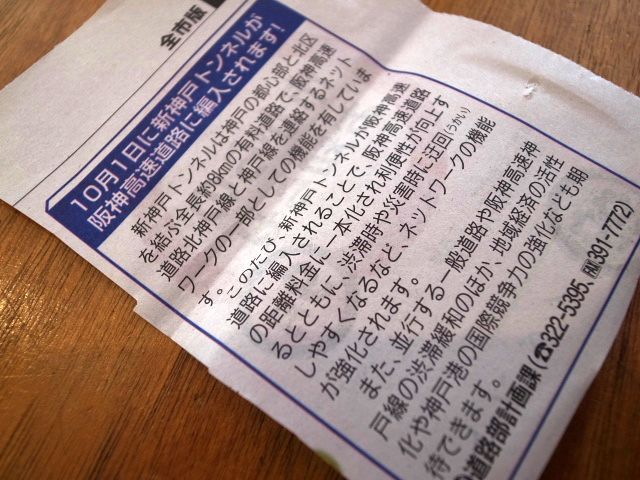 全市版
10月1日に新神戸トンネルが
阪神高速道路に編入されます！
新神戸トンネルは神戸の都心部と北区
を結ぶ全長約98kmの有料道路で、阪神高速
道路北神戸線と神戸線を連絡するネット
ワークの一部としての機能を有していま
す。このたび、新神戸トンネルが阪神高速
道路に編入されることで、阪神高速道路
の距離料金に一本化され利便性が向上す
るとともに、渋滞時や災害時に迂回(うかい)
しやすくなるなど、ネットワークの機能
が強化されます。
また、並行する一般道路や阪神高速神
戸線の渋滞緩和のほか、地域経済の活性
化や神戸港の国際競争力の強化なども期
待できます。
道路部計画課(☎322-5395、FAX391-7772)